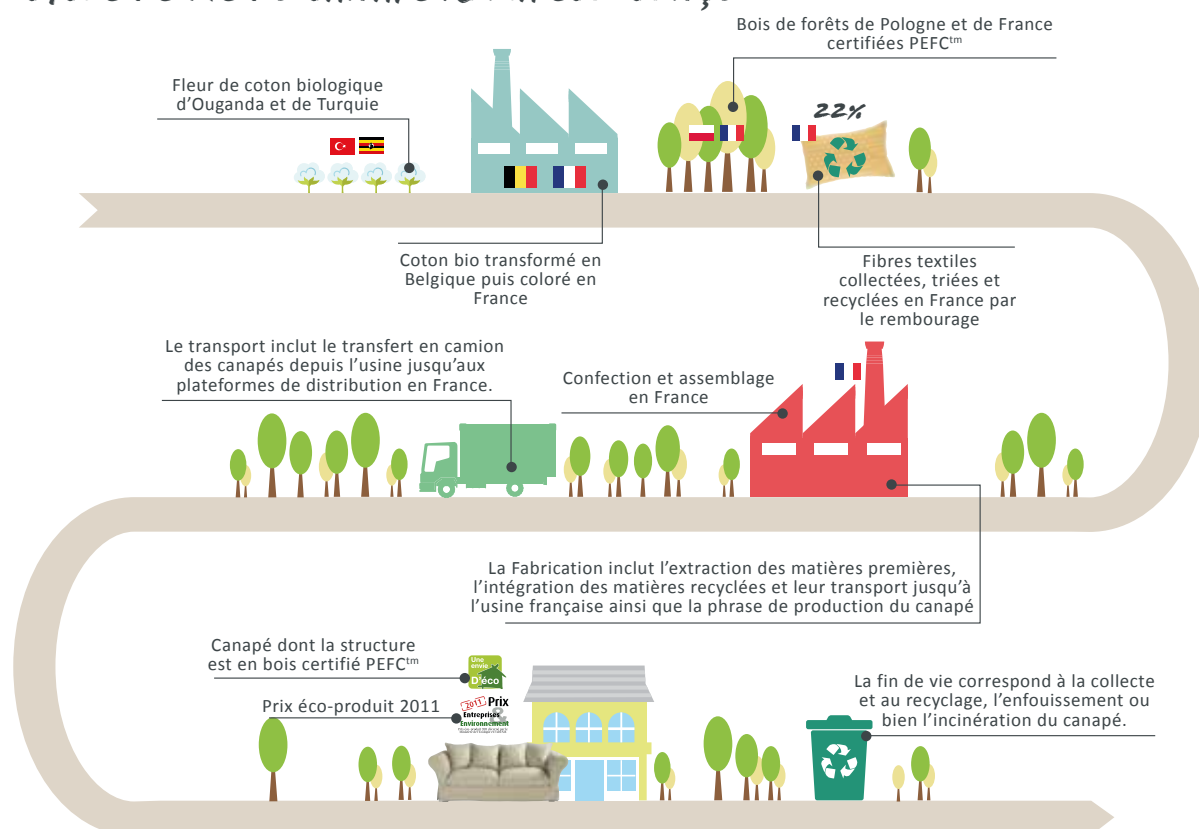 Bois de forêts de Pologne et de France
certifiées PEFC™
Fleur de coton biologique
d’Ouganda et de Turquie
22%
Coton bio transformé en
Belgique puis coloré en
France
Fibres textiles
collectées, triées et
recyclées en France par
le rembourage
Le transport inclut le transfert en camion
des canapés depuis l’usine jusqu’aux
plateformes de distribution en France.
Confection et assemblage
en France
La Fabrication inclut l’extraction des matières premières,
l’intégration des matières recyclées et leur transport jusqu’à
l’usine française ainsi que la phrase de production du canapé
Canapé dont la structure
est en bois certifié PEFC™
Une
envie
D'éco
Prix éco-produit 2011
2011 Prix
Entreprises &
Environnement
La fin de vie correspond à la collecte
et au recyclage, l’enfouissement ou
bien l’incinération du canapé.